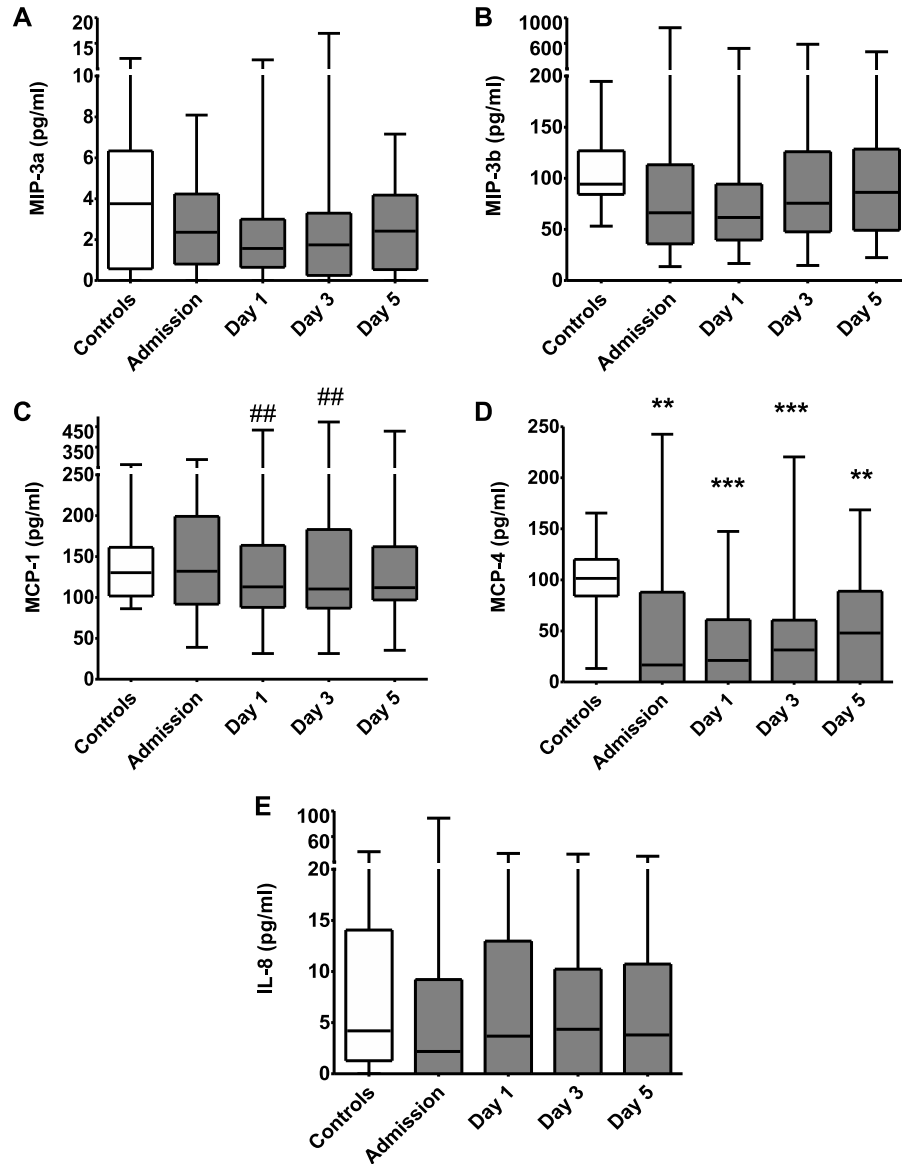 A
MIP-3a (pg/ml)
20
15
10
8
6
4
2
0
Controls
Admission
Day 1
Day 3
Day 5
B
MIP-3b (pg/ml)
1000
600
200
150
100
50
0
Controls
Admission
Day 1
Day 3
Day 5
C
MCP-1 (pg/ml)
450
350
250
200
150
100
50
0
##
##
Controls
Admission
Day 1
Day 3
Day 5
D
MCP-4 (pg/ml)
250
200
150
100
50
0
**
***
***
**
Controls
Admission
Day 1
Day 3
Day 5
E
IL-8 (pg/ml)
100
60
20
15
10
5
0
Controls
Admission
Day 1
Day 3
Day 5